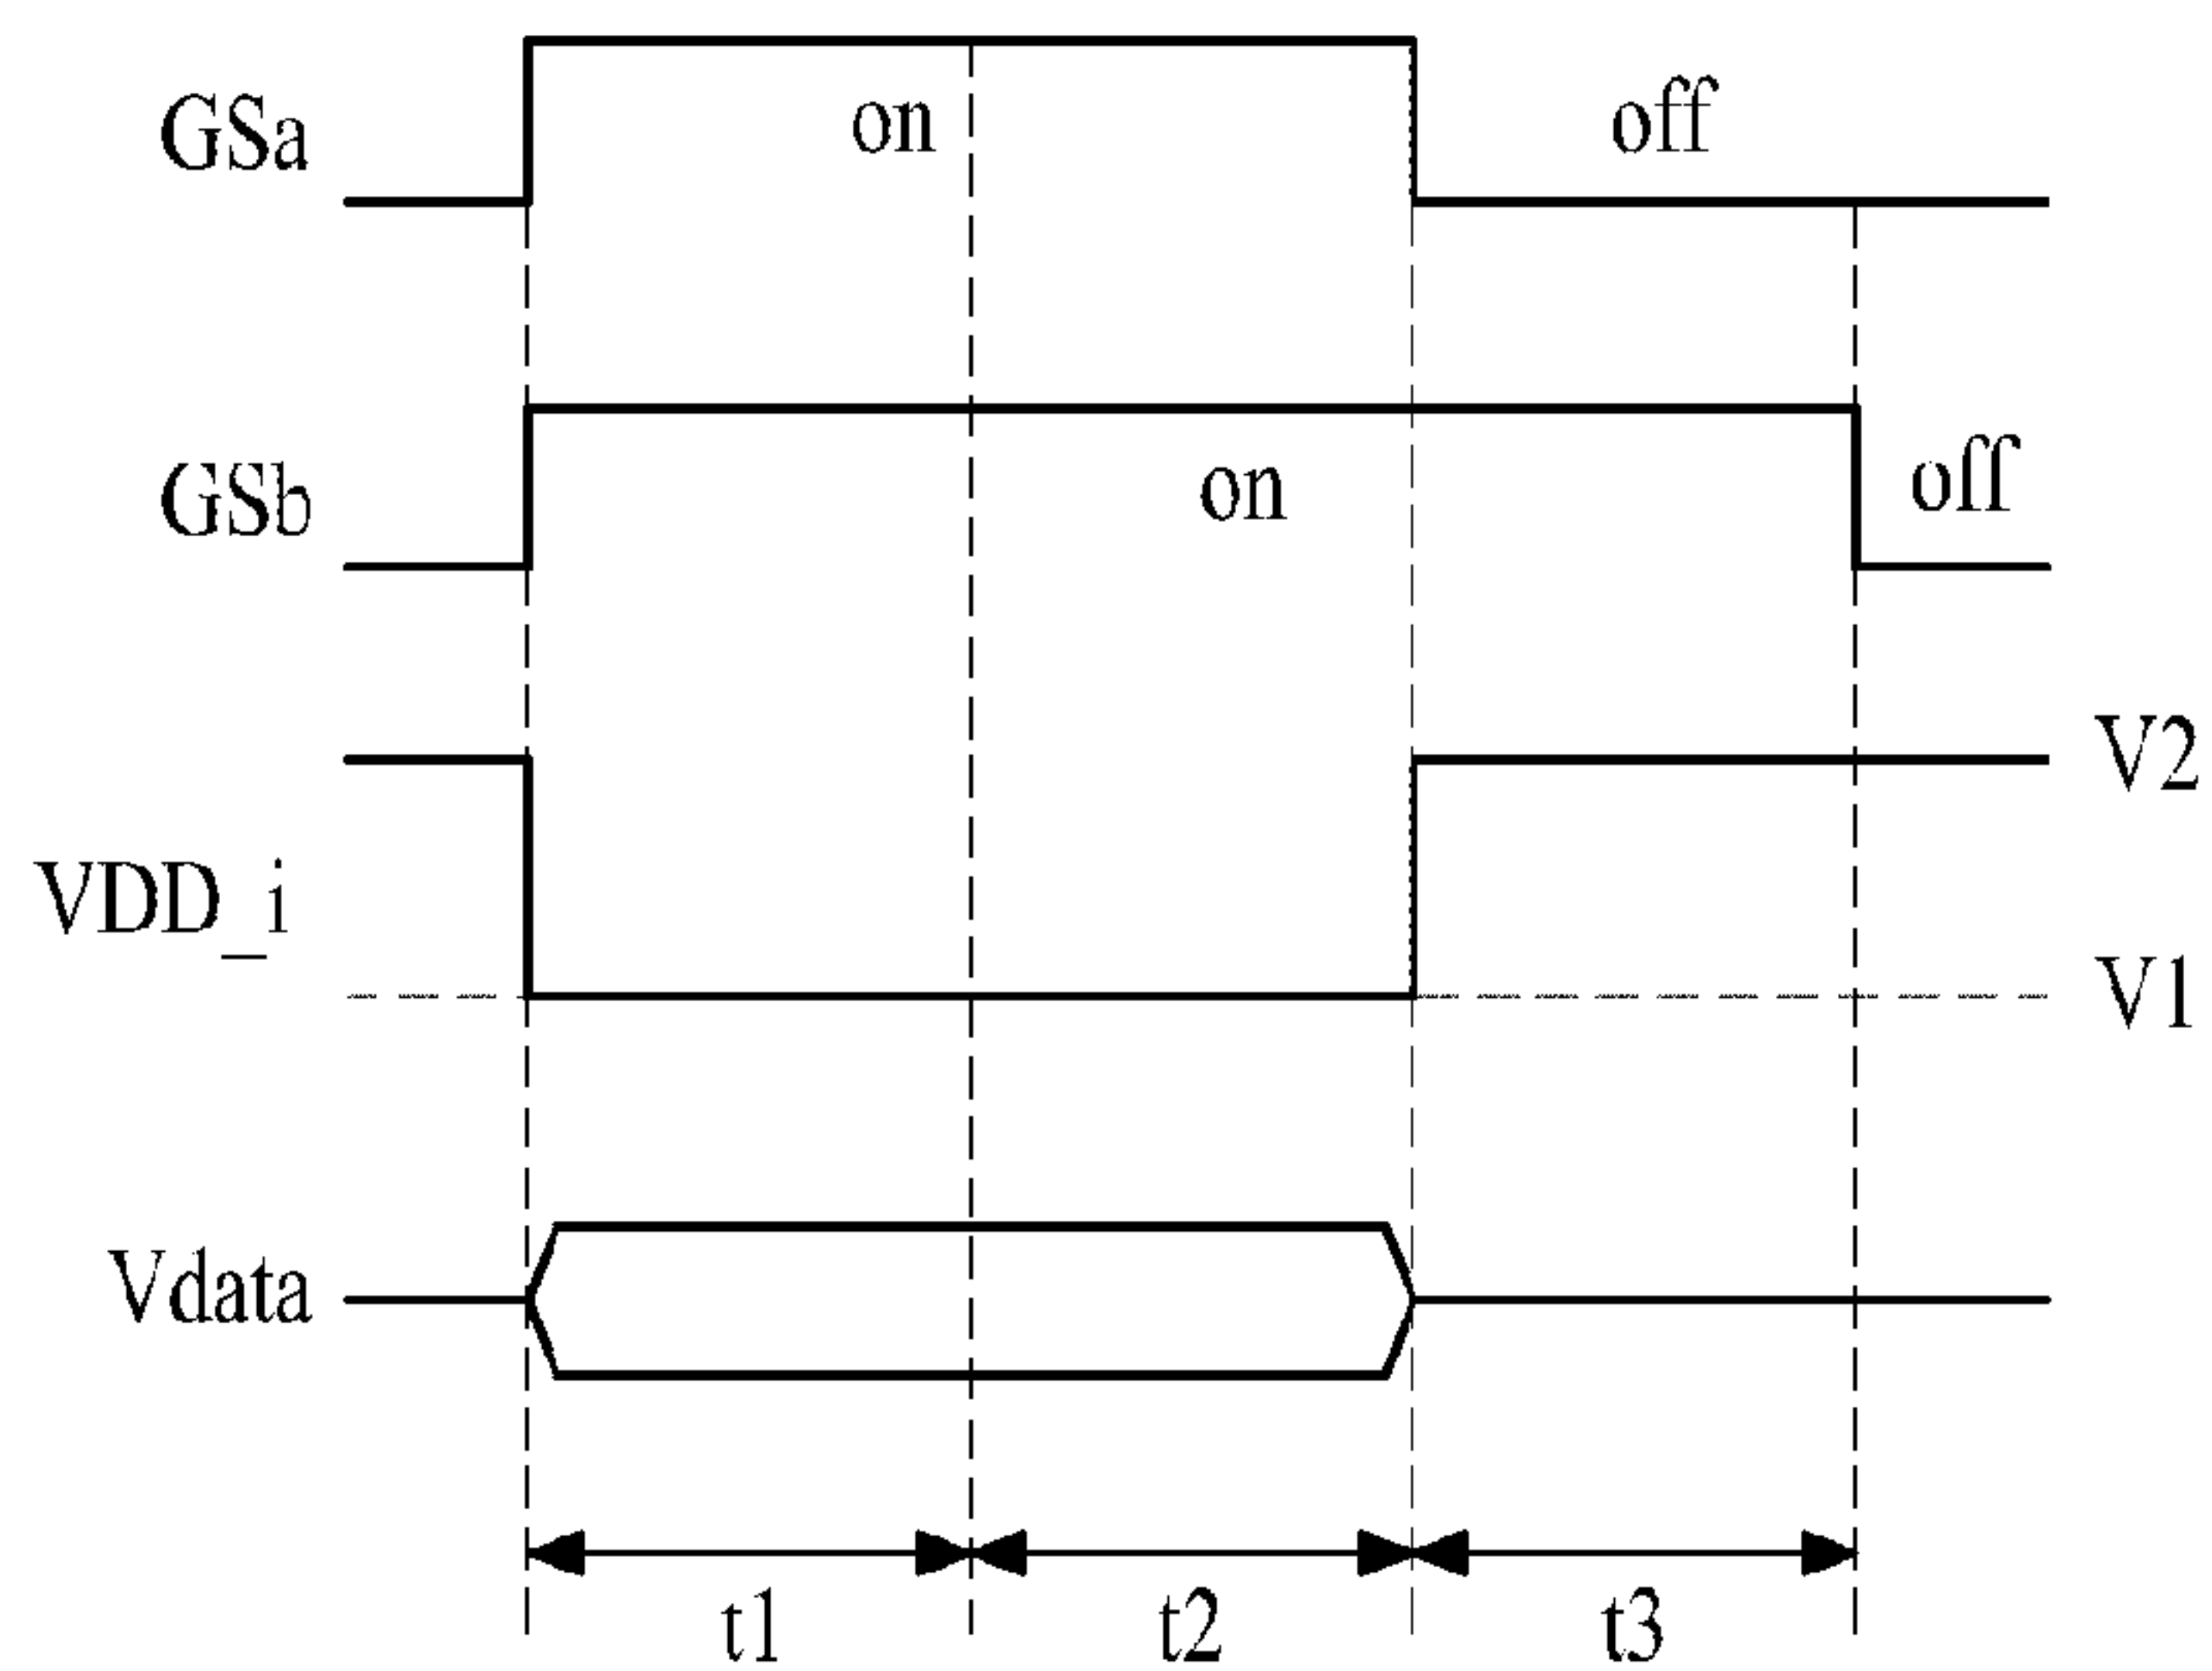 GSa
on
off
GSb
on
off
V2
VDD_i
V1
Vdata
t1
t2
t3